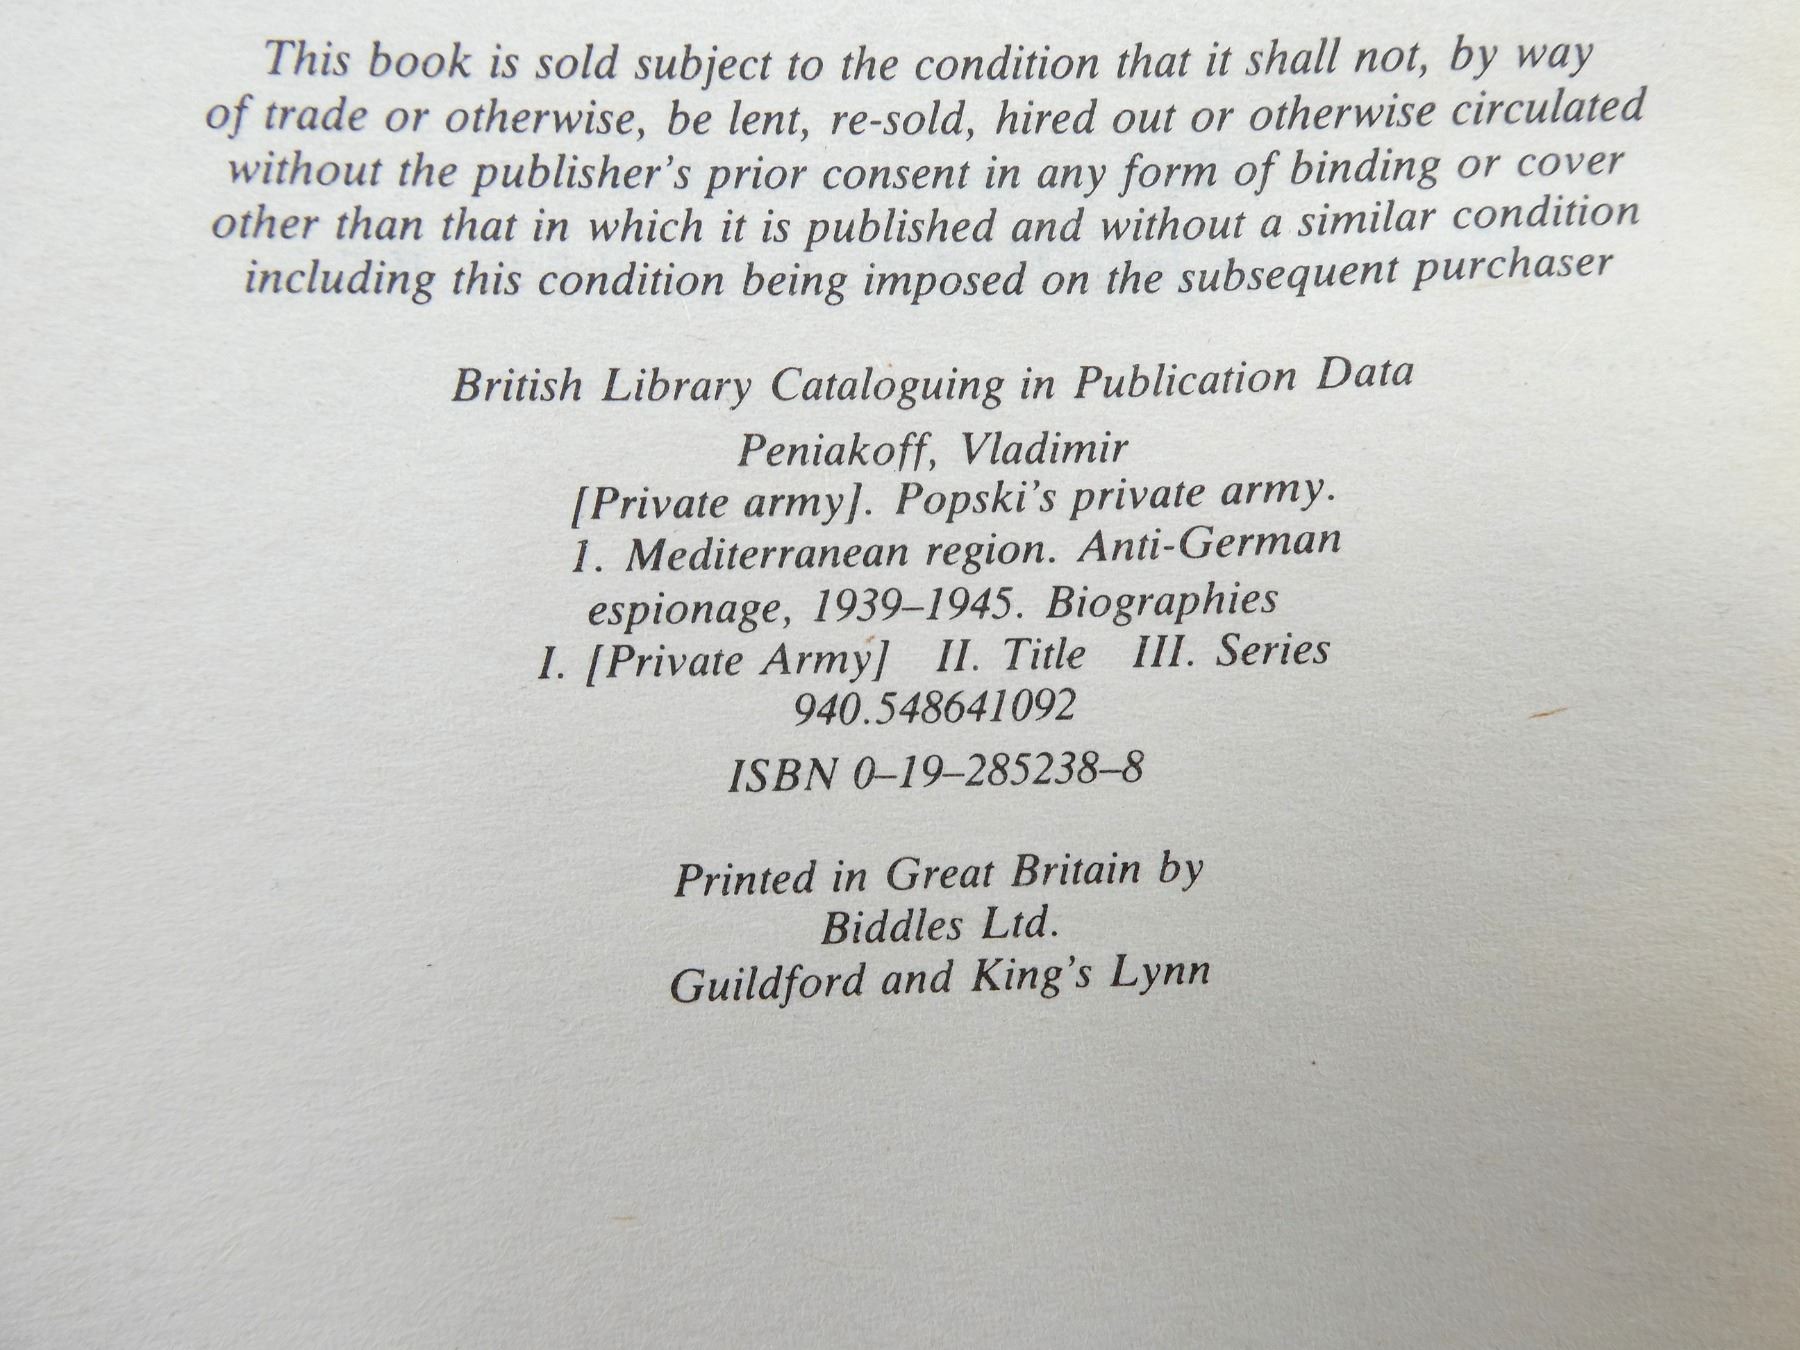 This book is sold subject to the condition that it shall not, by way
of trade or otherwise, be lent, re-sold, hired out or otherwise circulated
without the publisher's prior consent in any form of binding or cover
other than that in which it is published and without a similar condition
including this condition being imposed on the subsequent purchaser
British Library Cataloguing in Publication Data
Peniakoff, Vladimir
[Private army]. Popski's private army.
1. Mediterranean region. Anti-German
espionage, 1939–1945. Biographies
I. [Private Army] II. Title III. Series
940.548641092
ISBN 0–19–285238–8
Printed in Great Britain by
Biddles Ltd.
Guildford and King's Lynn